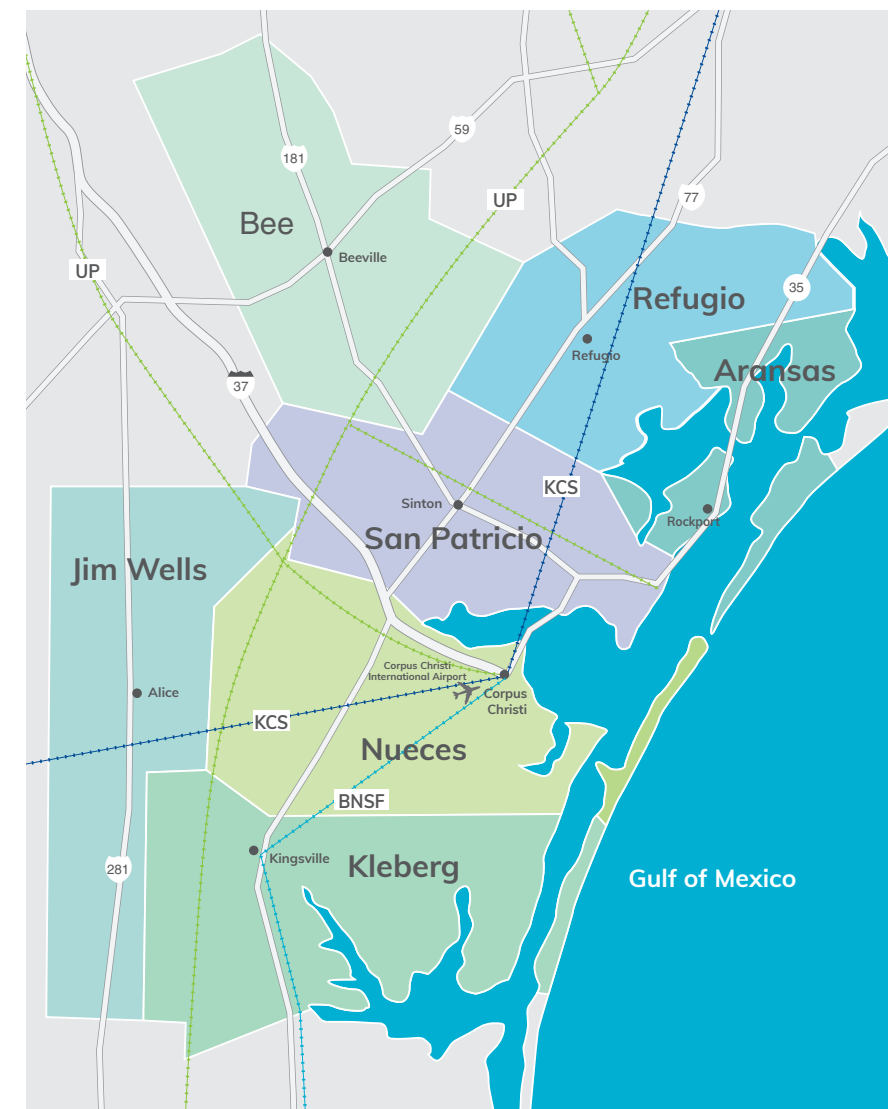 59
181
77
UP
Bee
Beeville
UP
35
Refugio
Refugio
Aransas
37
KCS
Sinton
Rockport
San Patricio
Jim Wells
Corpus Christi
International Airport
Corpus
Christi
Alice
KCS
Nueces
BNSF
Kingsville
Kleberg
281
Gulf of Mexico